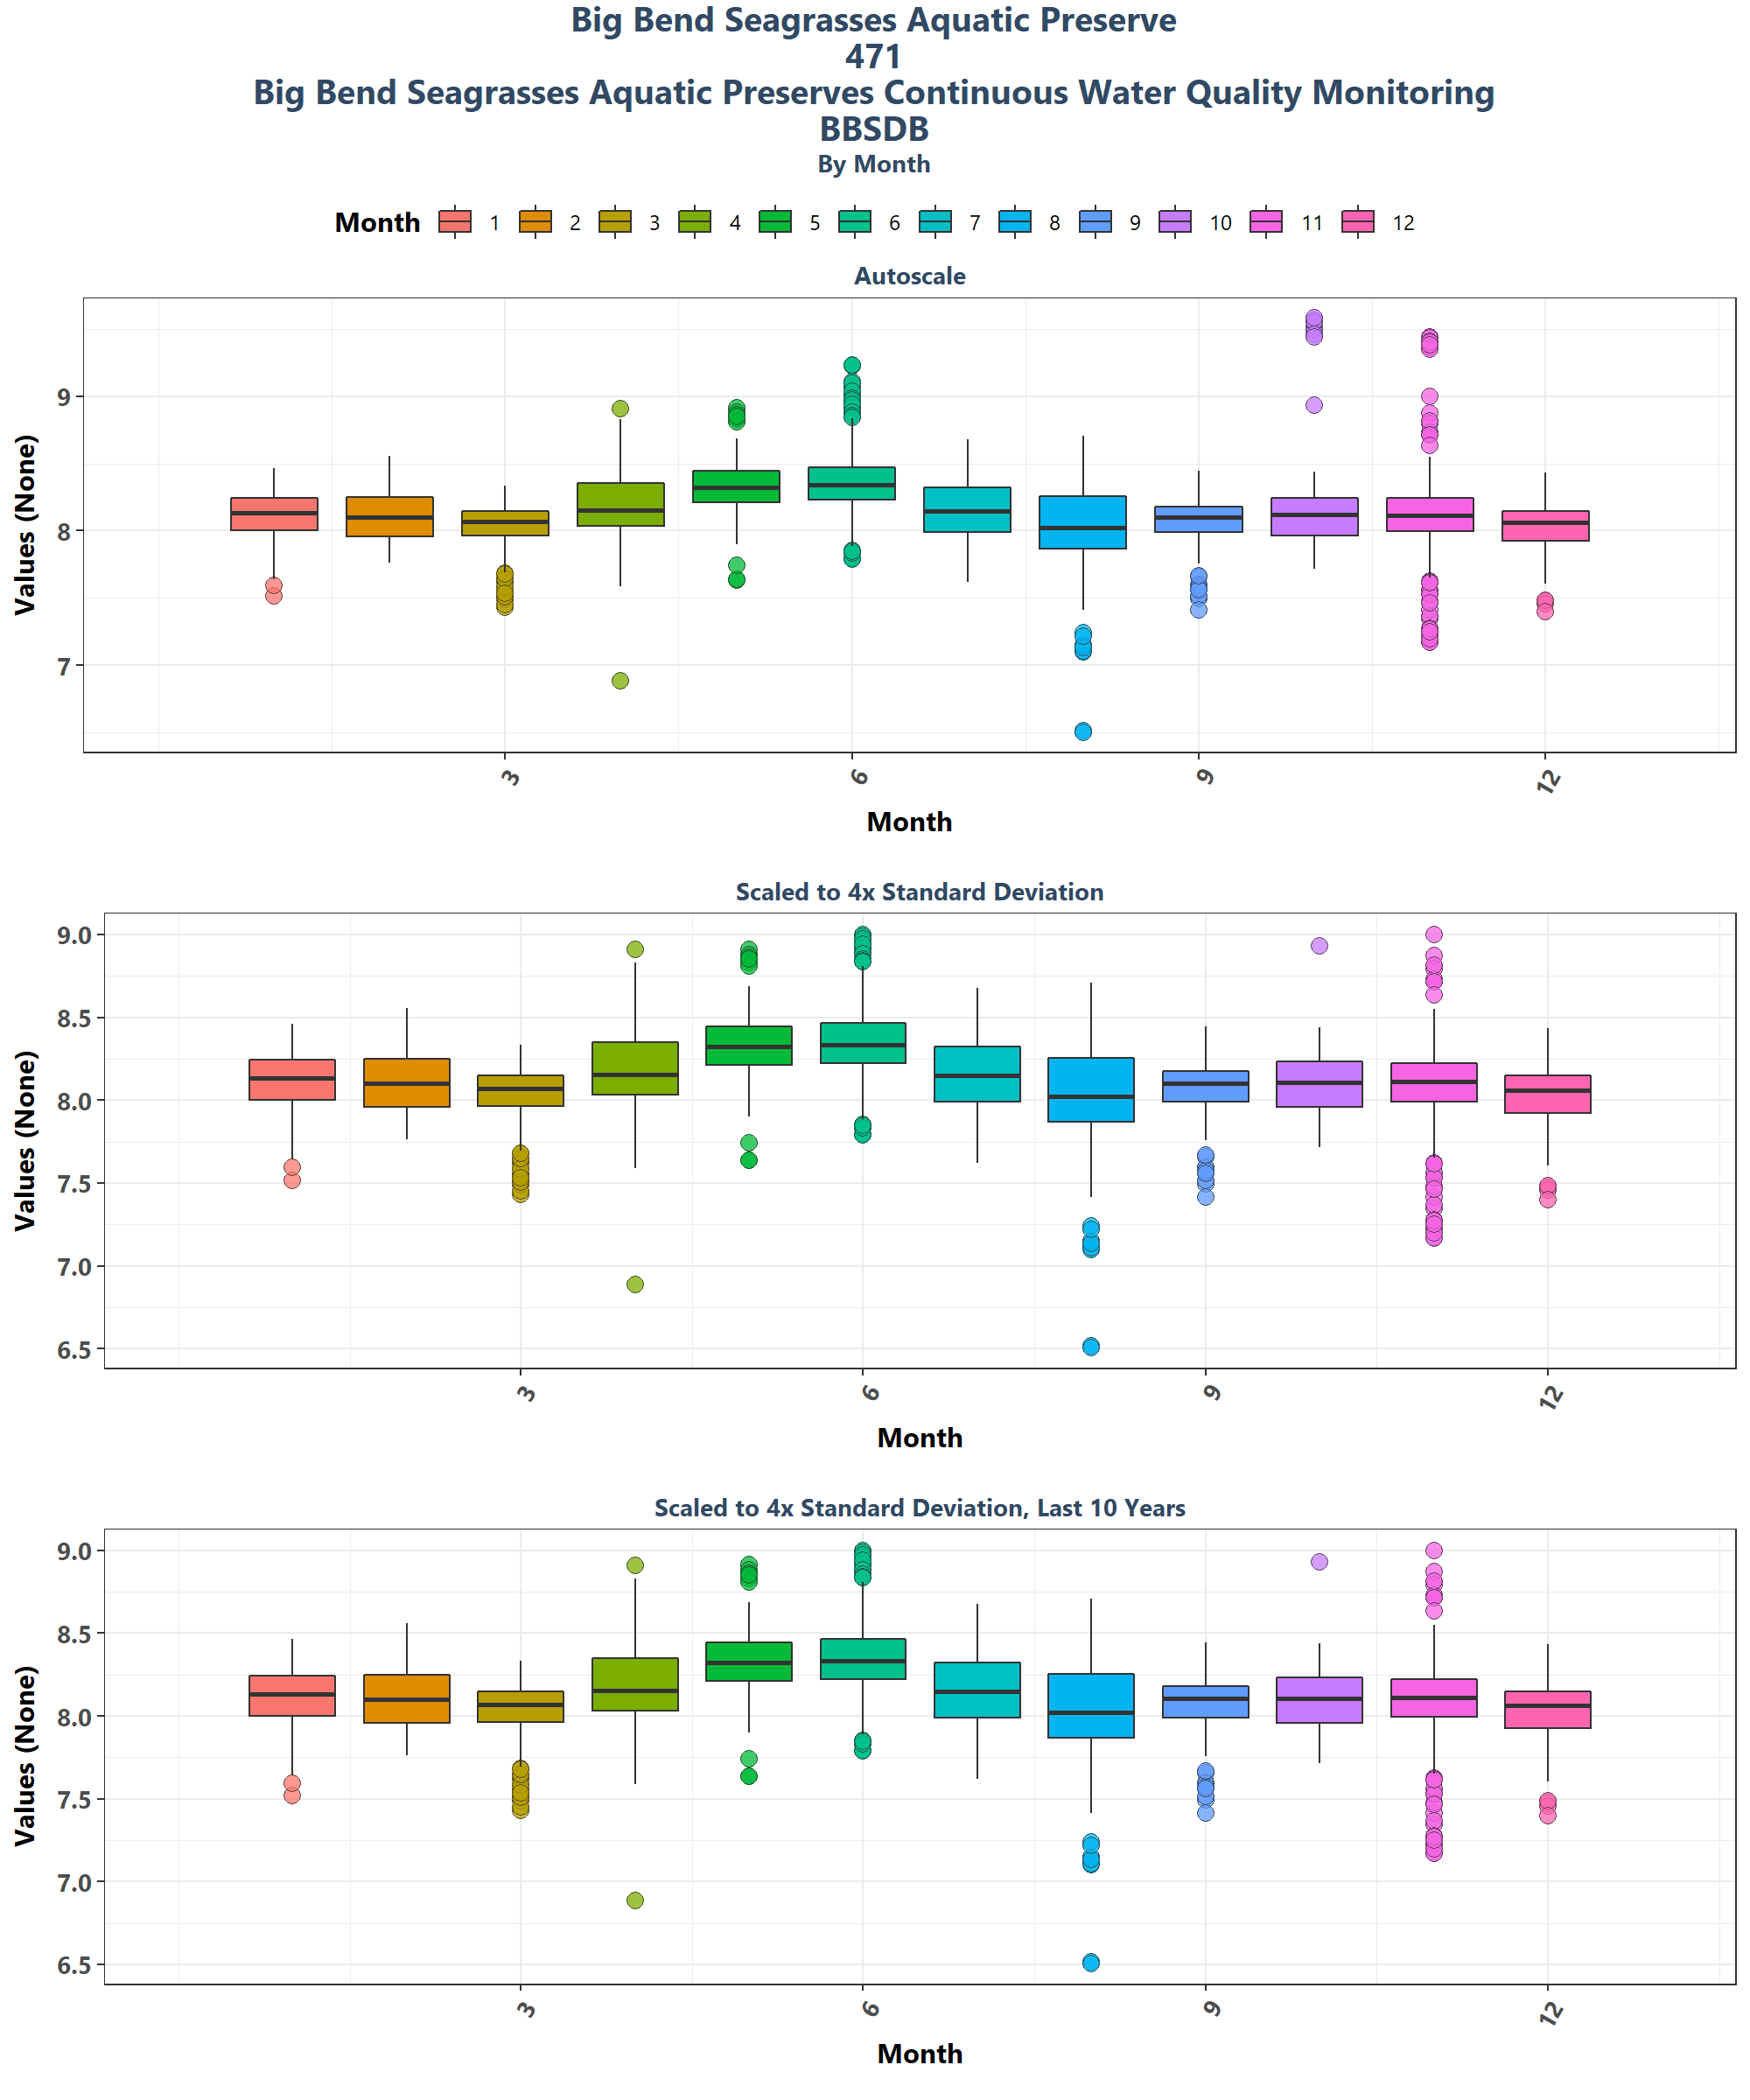 Big Bend Seagrasses Aquatic Preserve
471
Big Bend Seagrasses Aquatic Preserves Continuous Water Quality Monitoring
BBSDB
By Month
Month 1 2 3 4 5 6 7 8 9 10 11 12
Autoscale
Values (None)
9
8
7
3 6 9 12
Month
Scaled to 4x Standard Deviation
Values (None)
9.0
8.5
8.0
7.5
7.0
6.5
3 6 9 12
Month
Scaled to 4x Standard Deviation, Last 10 Years
Values (None)
9.0
8.5
8.0
7.5
7.0
6.5
3 6 9 12
Month